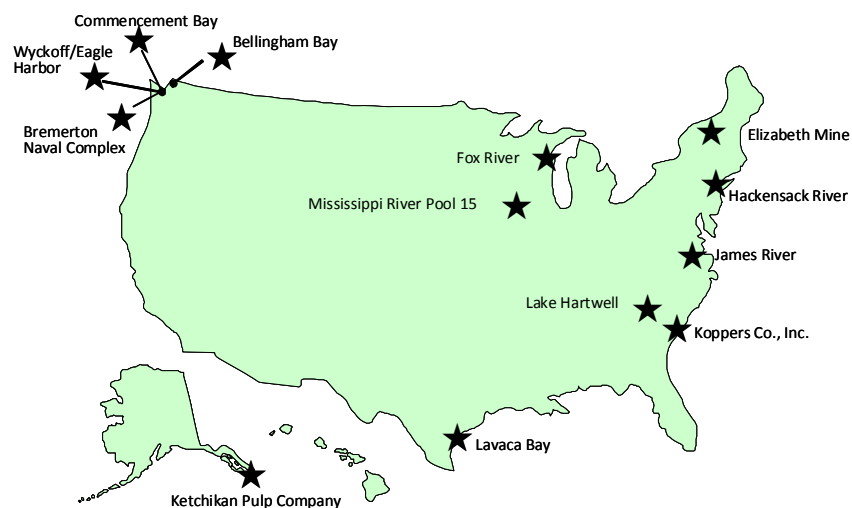 Commencement Bay
Wyckoff/Eagle
Harbor
Bellingham Bay
Bremerton
Naval Complex
Elizabeth Mine
Fox River
Hackensack River
Mississippi River Pool 15
James River
Lake Hartwell
Koppers Co., Inc.
Lavaca Bay
Ketchikan Pulp Company